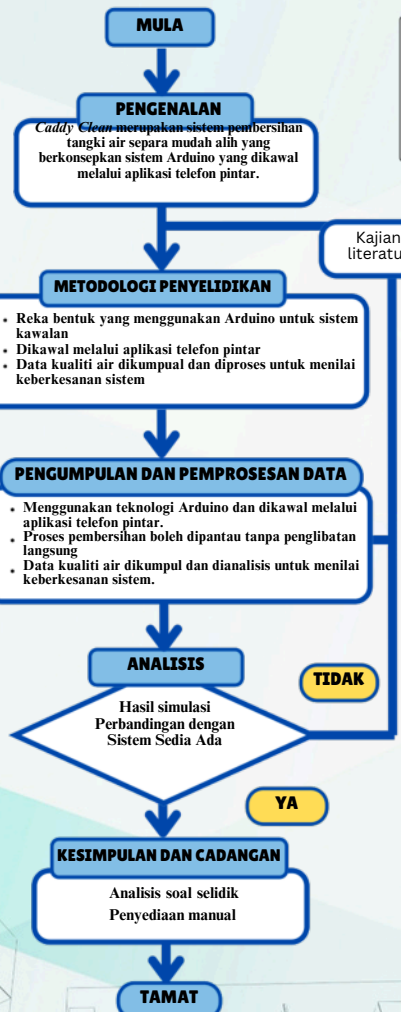 MULA
PENGENALAN
Caddy Clean merupakan sistem pembersihan
tangki air separa mudah alih yang
berkonsepkan sistem Arduino yang dikawal
melalui aplikasi telefon pintar.
Kajian
literatu
METODOLOGI PENYELIDIKAN
• Reka bentuk yang menggunakan Arduino untuk sistem
kawalan
• Dikawal melalui aplikasi telefon pintar
• Data kualiti air dikumpual dan diproses untuk menilai
keberkesanan sistem
PENGUMPULAN DAN PEMPROSESAN DATA
• Menggunakan teknologi Arduino dan dikawal melalui
aplikasi telefon pintar.
• Proses pembersihan boleh dipantau tanpa penglibatan
langsung
• Data kualiti air dikumpul dan dianalisis untuk menilai
keberkesanan sistem.
ANALISIS
TIDAK
Hasil simulasi
Perbandingan dengan
Sistem Sedia Ada
YA
KESIMPULAN DAN CADANGAN
Analisis soal selidik
Penyediaan manual
TAMAT